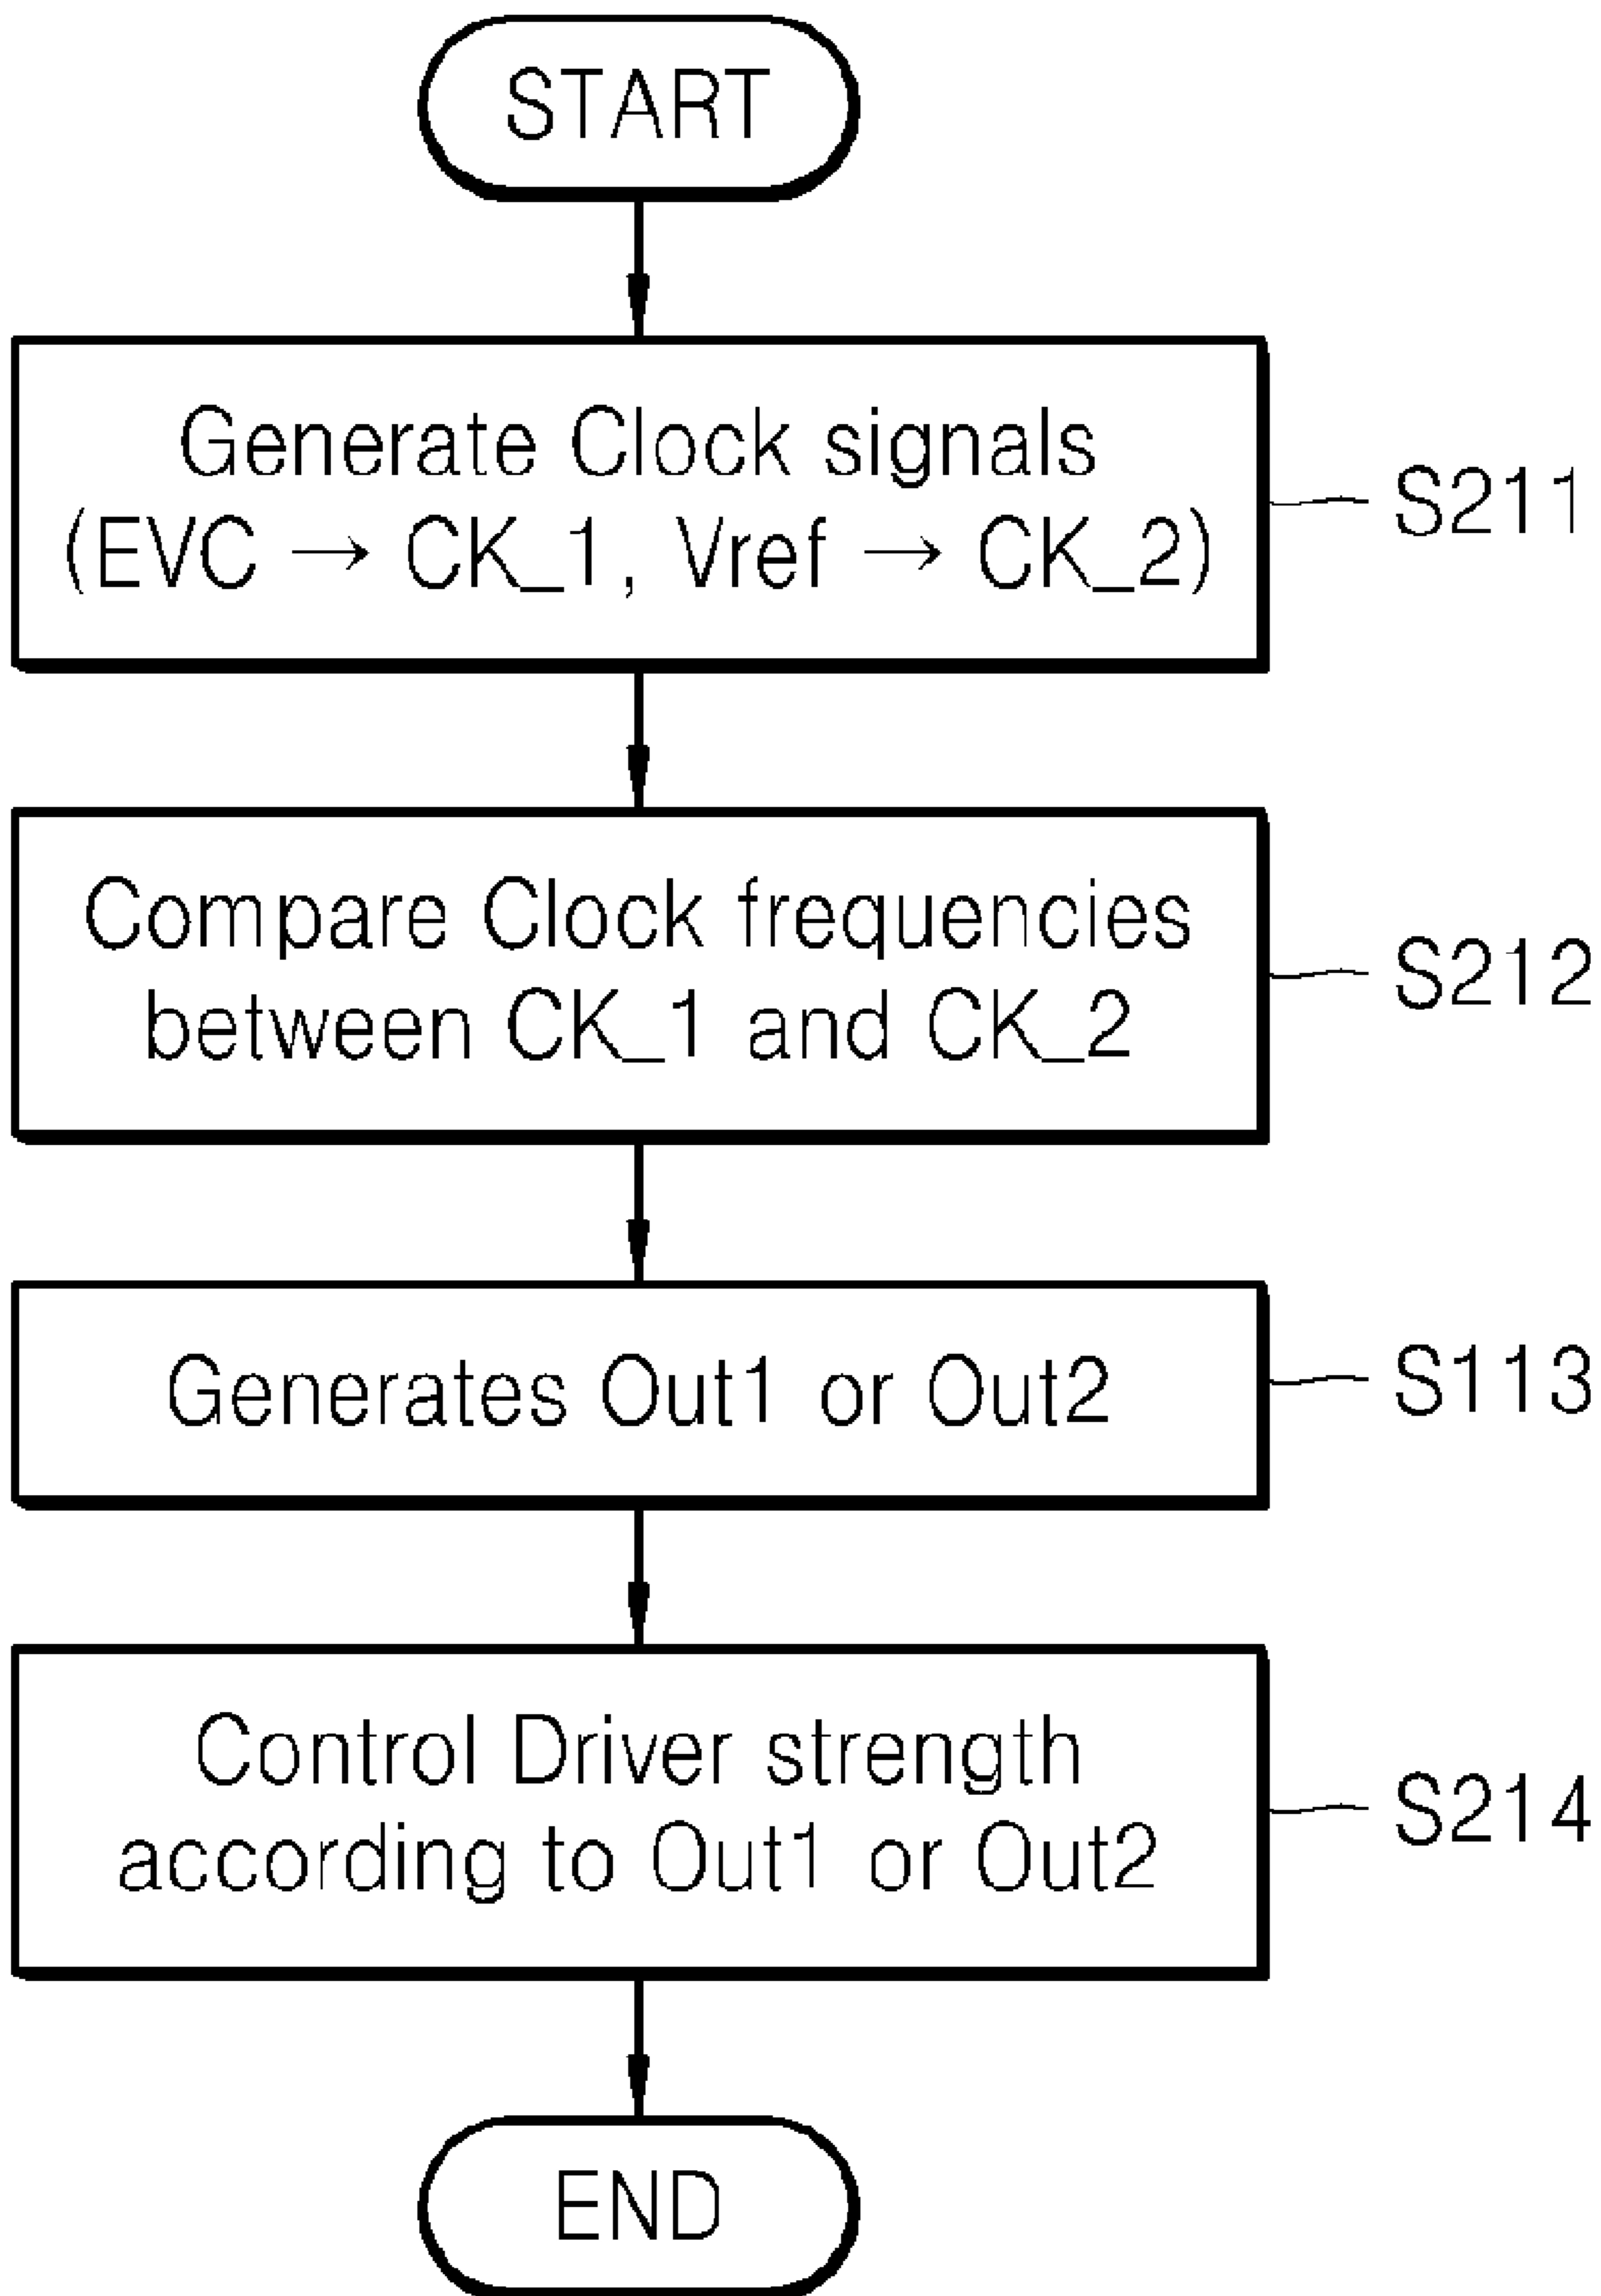 START
Generate Clock signals
(EVC → CK_1, Vref → CK_2)
S211
Compare Clock frequencies
between CK_1 and CK_2
S212
Generates Out1 or Out2
S113
Control Driver strength
according to Out1 or Out2
S214
END